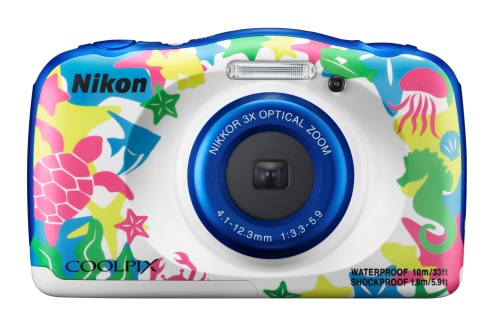 Nikon
NIKKOR 3X OPTICAL ZOOM
4.1-12.3mm 1:3.3-5.9
COOLPIX
WATERPROOF 10m/33ft
SHOCKPROOF 1.8m/5.9ft